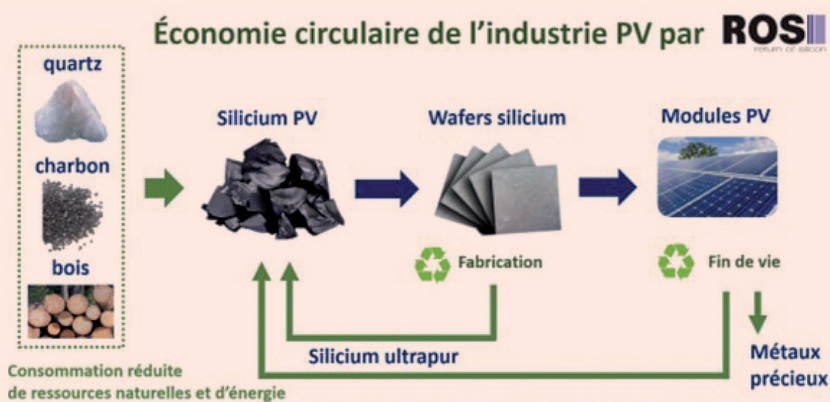 Économie circulaire de l'industrie PV par ROSI
return of silicon
quartz
charbon
bois
Silicium PV
Wafers silicium
Modules PV
Fabrication
Fin de vie
Silicium ultrapur
Métaux
précieux
Consommation réduite
de ressources naturelles et d'énergie